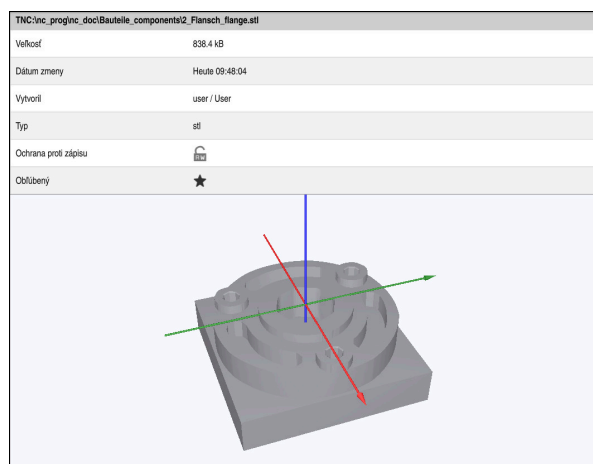 TNC:\nc_prog\nc_doc\Bauteile_components\2_Flansch_flange.stl
Veľkosť 838.4 kB
Dátum zmeny Heute 09:48:04
Vytvoril user / User
Typ stl
Ochrana proti zápisu RW
Obľúbený